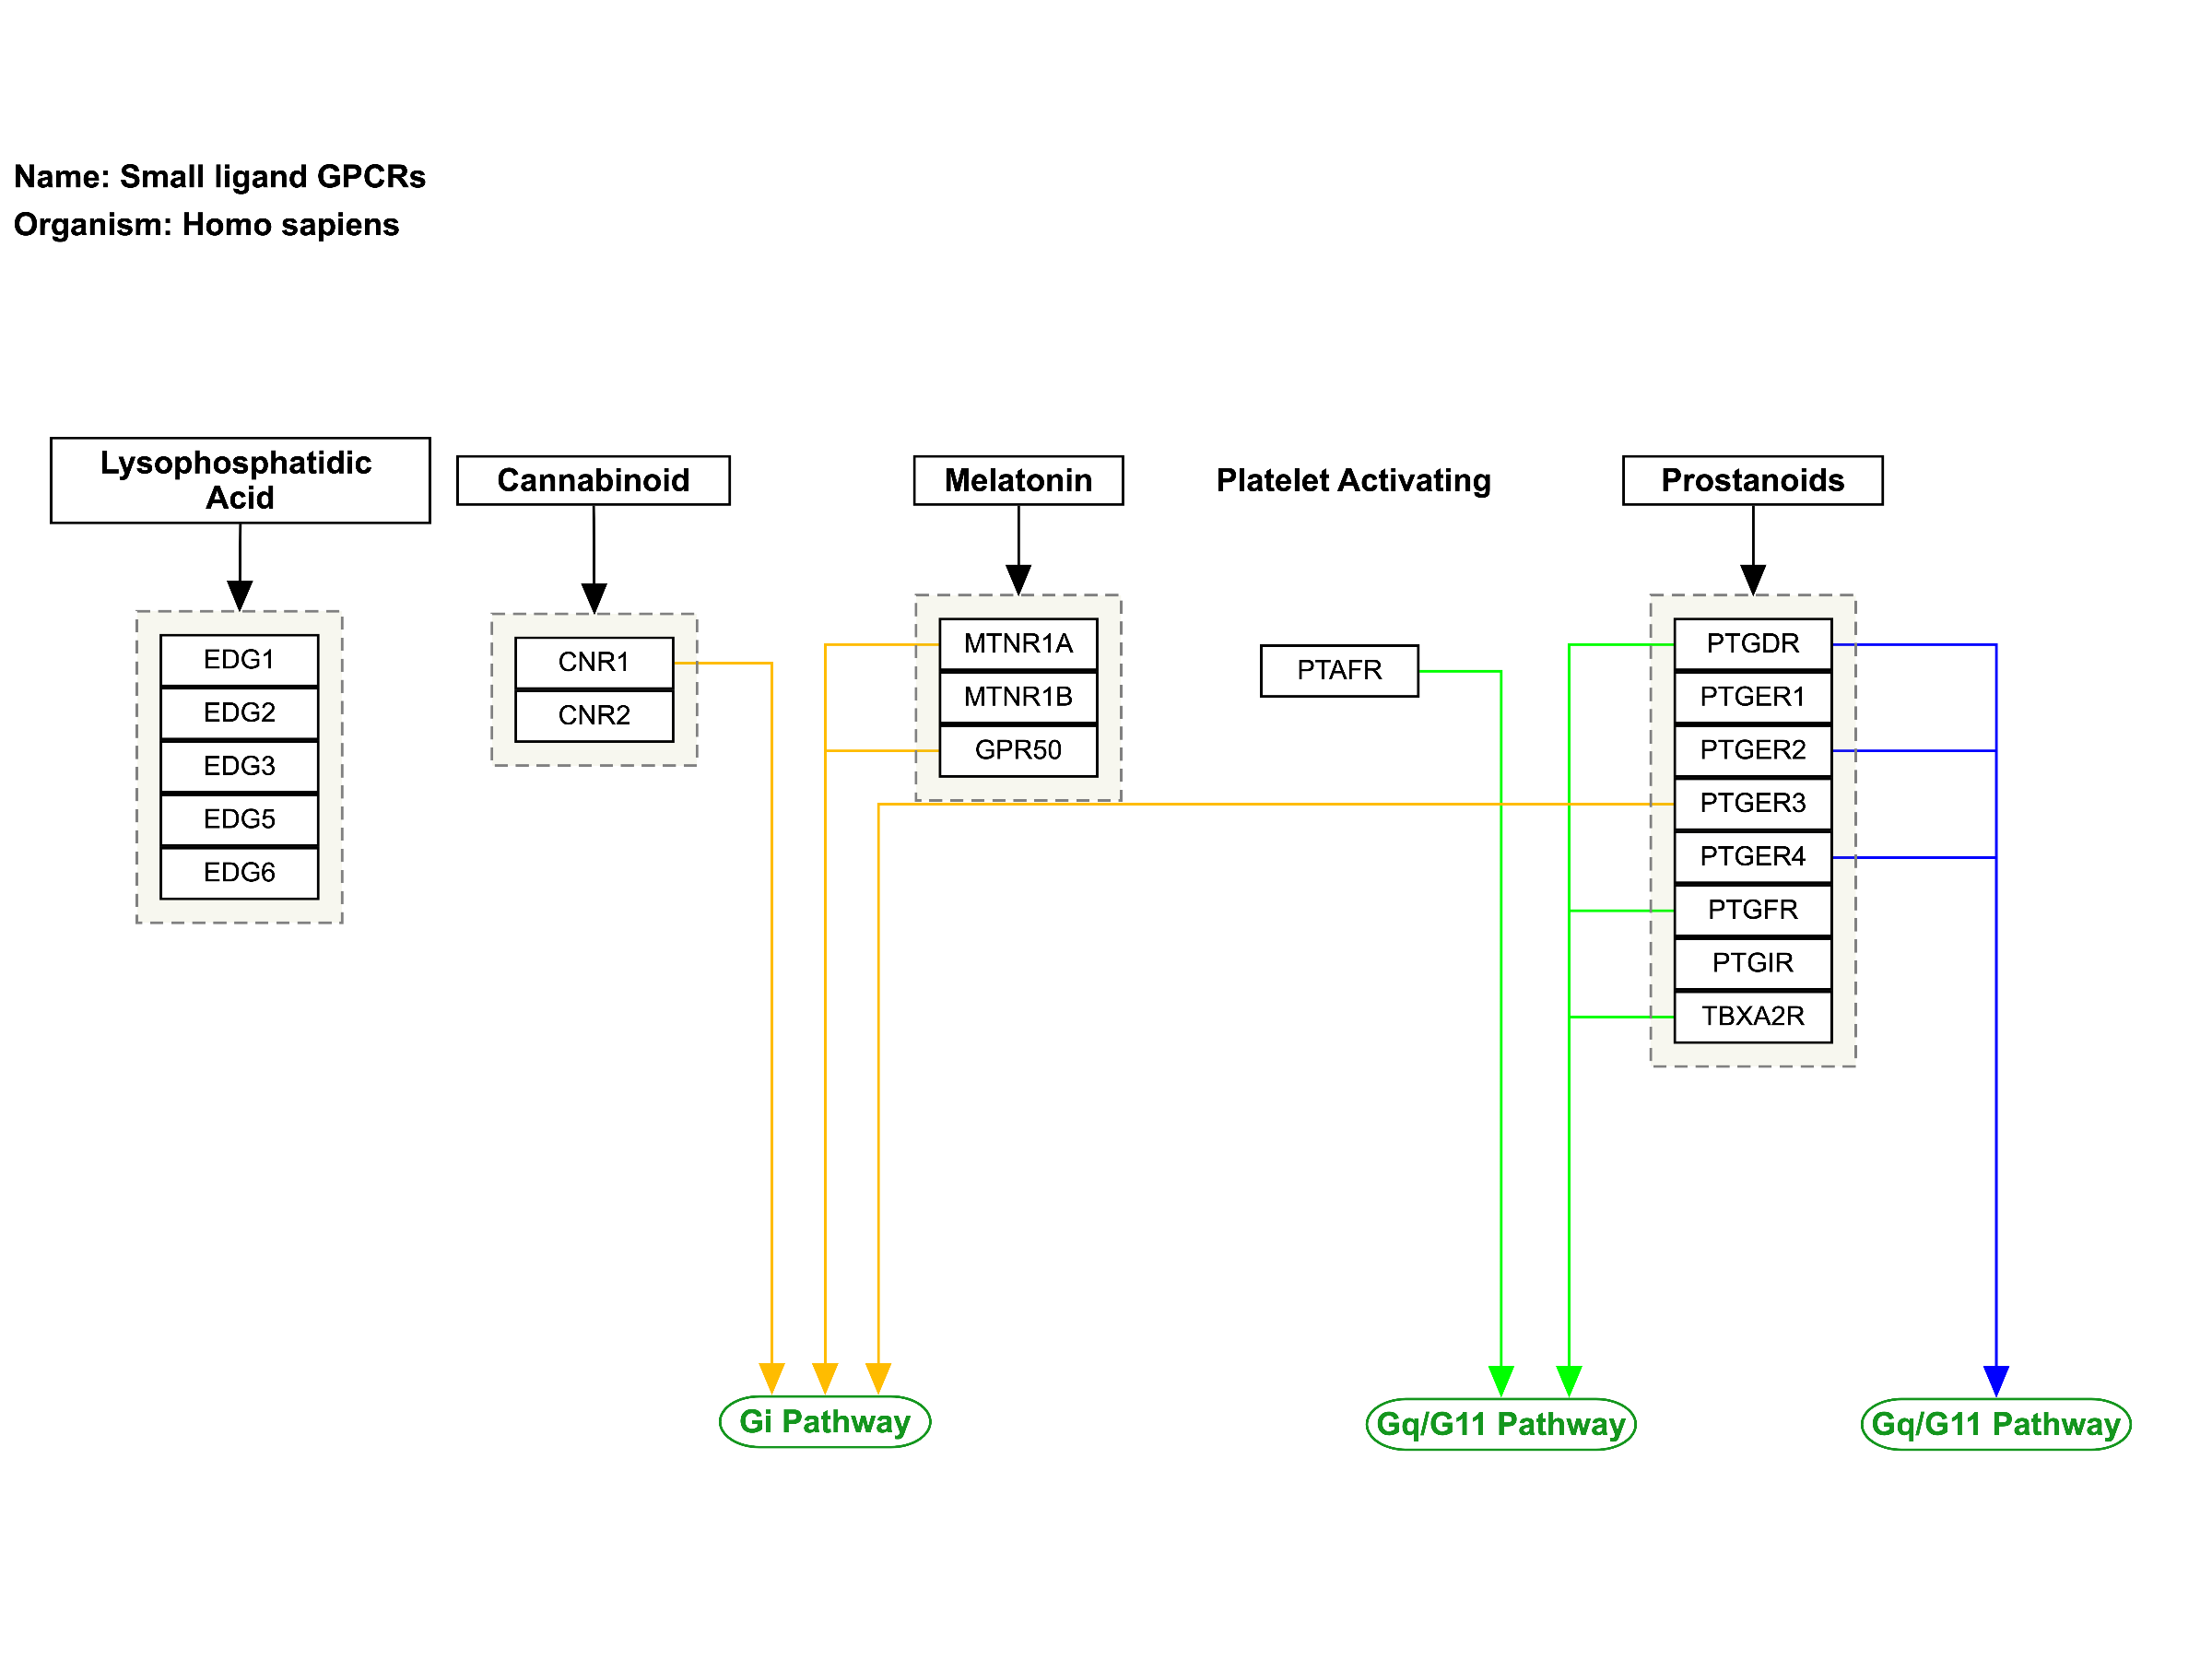 Name: Small ligand GPCRs
Organism: Homo sapiens
Lysophosphatidic
Acid
Cannabinoid
Melatonin
Platelet Activating
Prostanoids
EDG1
EDG2
EDG3
EDG5
EDG6
CNR1
CNR2
MTNR1A
MTNR1B
GPR50
PTAFR
PTGDR
PTGER1
PTGER2
PTGER3
PTGER4
PTGFR
PTGIR
TBXA2R
Gi Pathway
Gq/G11 Pathway
Gq/G11 Pathway